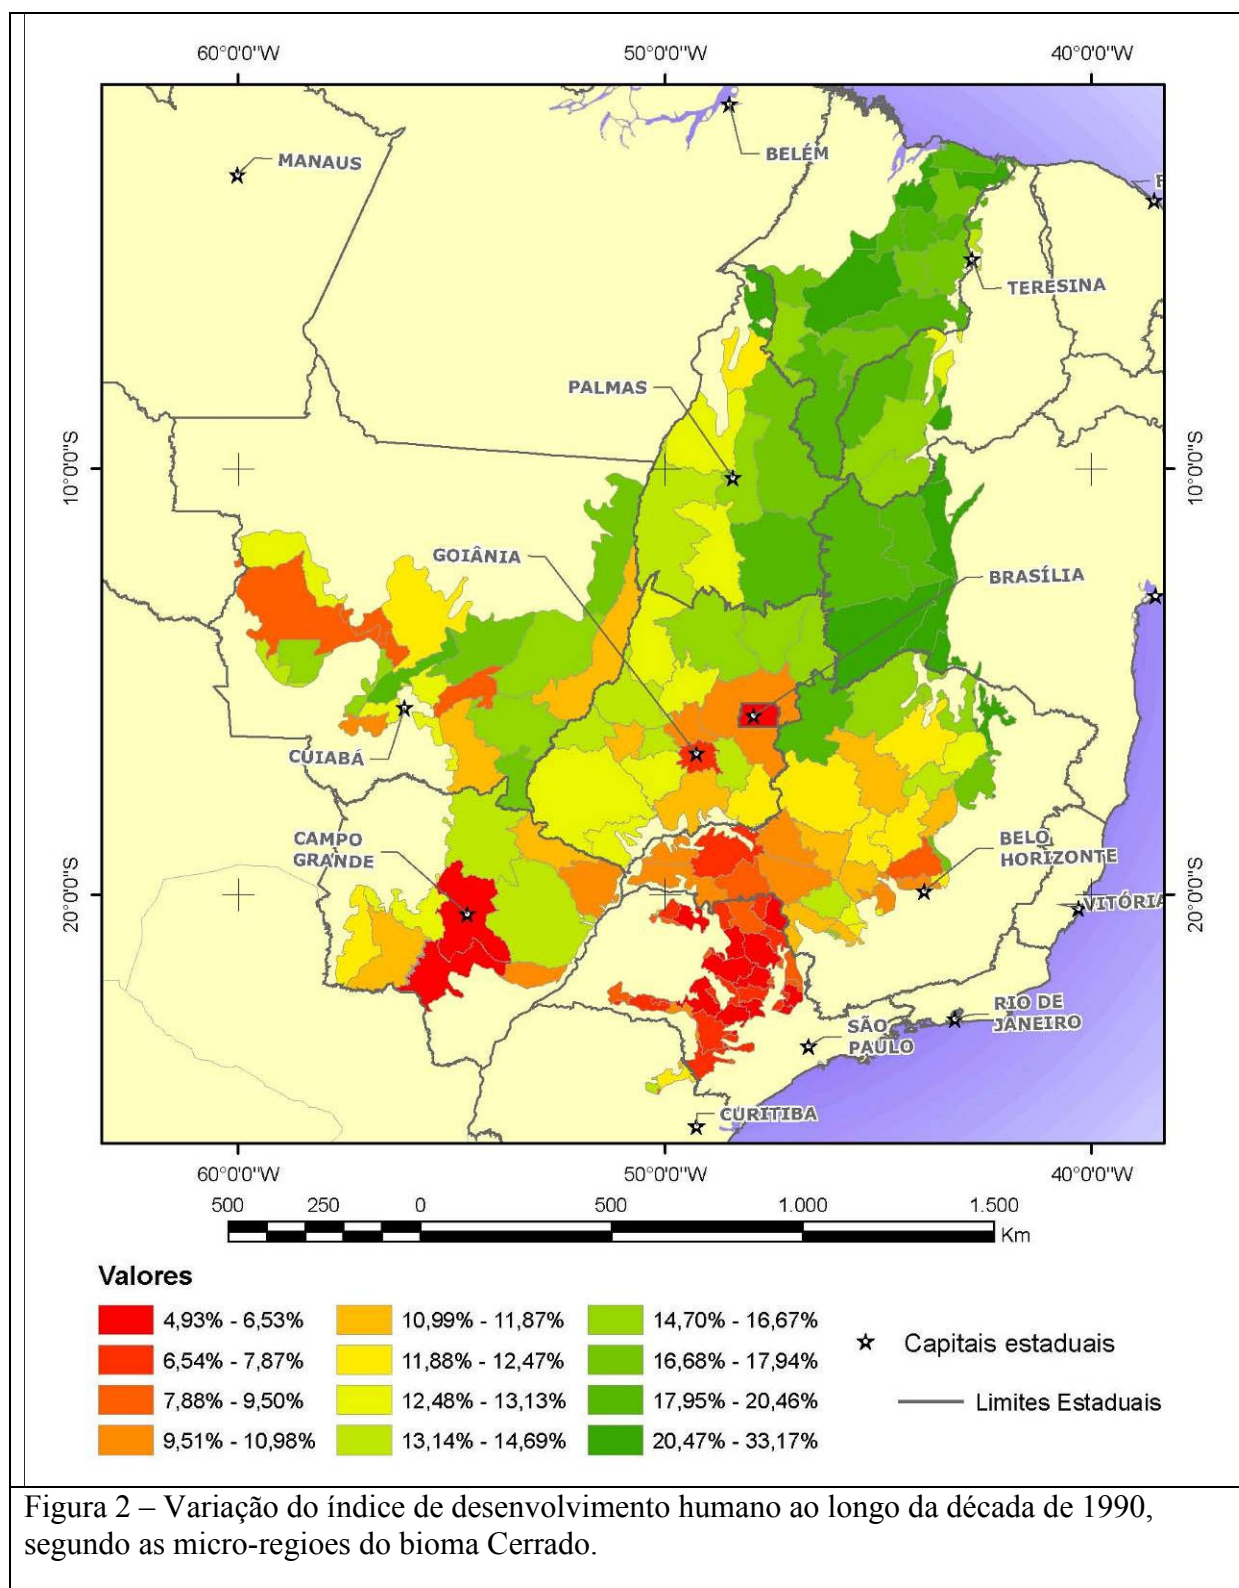 60°0'0"W 50°0'0"W 40°0'0"W
MANAUS
BELÉM
F
TERESINA
PALMAS
10°0'0"S 10°0'0"S
GOIÂNIA
BRASÍLIA
CUIABÁ
CAMPO
GRANDE
BELO
HORIZONTE
20°0'0"S 20°0'0"S
VITÓRIA
RIO DE
JANEIRO
SÃO
PAULO
CURITIBA
60°0'0"W 50°0'0"W 40°0'0"W
500 250 0 500 1.000 1.500
Km
Valores
4,93% - 6,53% 10,99% - 11,87% 14,70% - 16,67%
6,54% - 7,87% 11,88% - 12,47% 16,68% - 17,94%
7,88% - 9,50% 12,48% - 13,13% 17,95% - 20,46%
9,51% - 10,98% 13,14% - 14,69% 20,47% - 33,17%
Capitais estaduais
Limites Estaduais
Figura 2 – Variação do índice de desenvolvimento humano ao longo da década de 1990,
segundo as micro-regioes do bioma Cerrado.